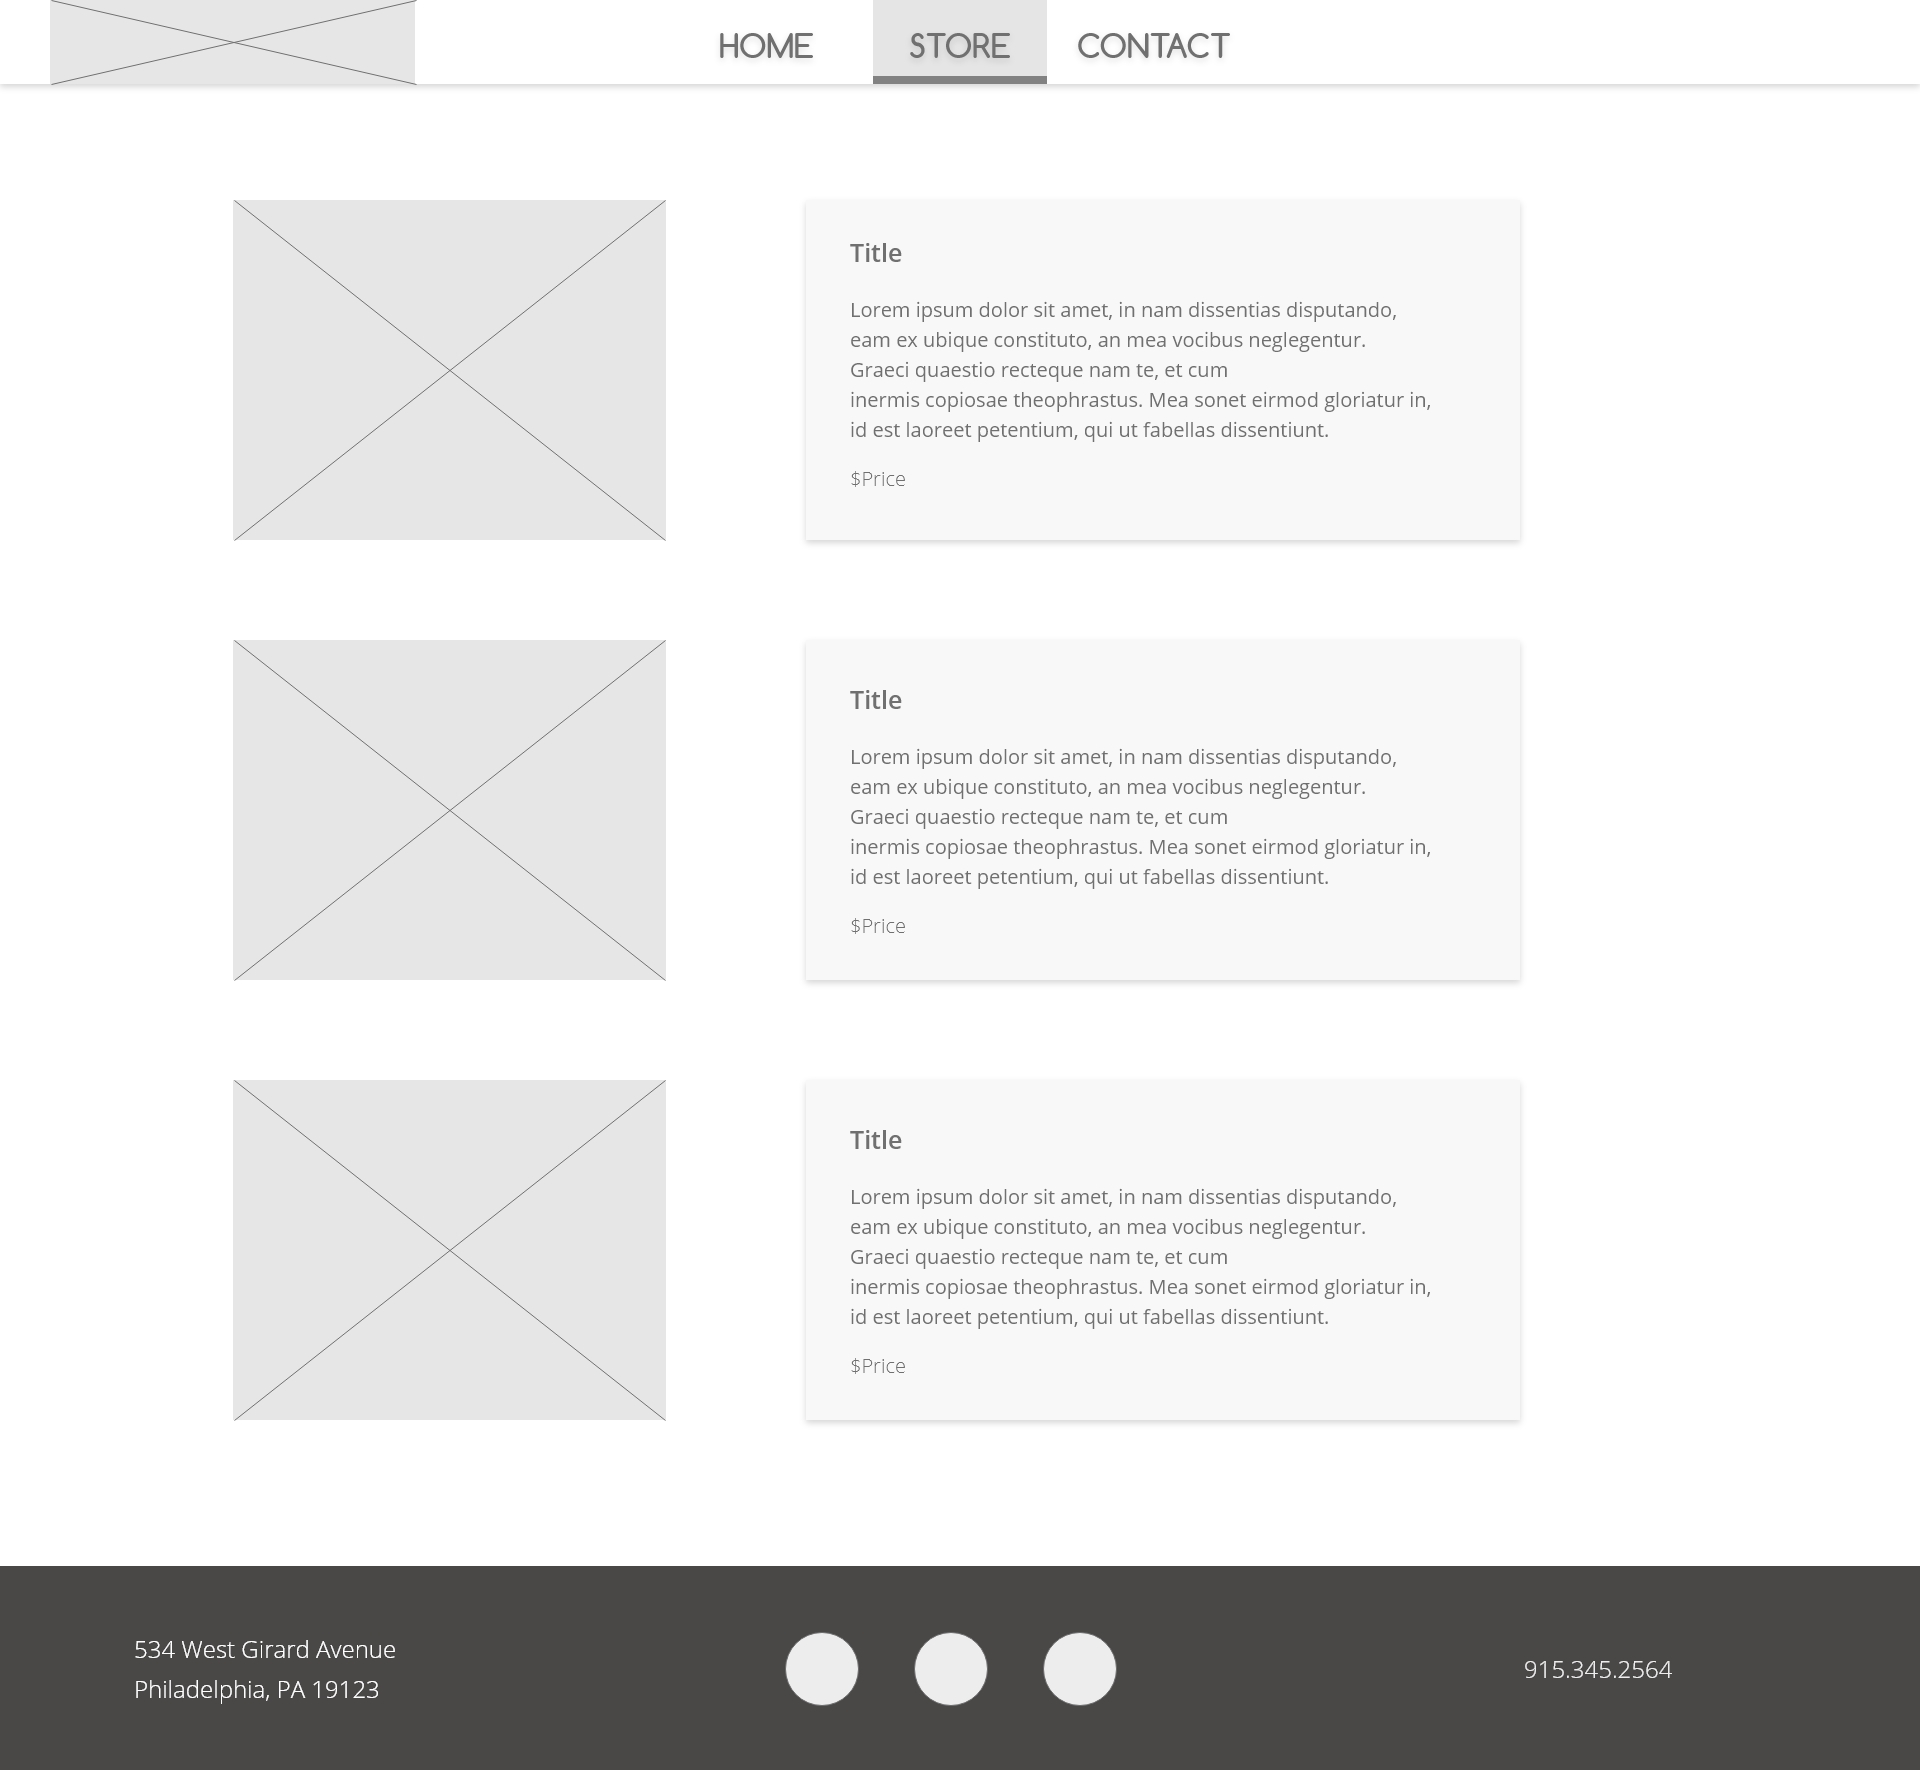 HOME
STORE
CONTACT
Title
Lorem ipsum dolor sit amet, in nam dissentias disputando,
eam ex ubique constituto, an mea vocibus neglegentur.
Graeci quaestio recteque nam te, et cum
inermis copiosae theophrastus. Mea sonet eirmod gloriatur in,
id est laoreet petentium, qui ut fabellas dissentiunt.
$Price
Title
Lorem ipsum dolor sit amet, in nam dissentias disputando,
eam ex ubique constituto, an mea vocibus neglegentur.
Graeci quaestio recteque nam te, et cum
inermis copiosae theophrastus. Mea sonet eirmod gloriatur in,
id est laoreet petentium, qui ut fabellas dissentiunt.
$Price
Title
Lorem ipsum dolor sit amet, in nam dissentias disputando,
eam ex ubique constituto, an mea vocibus neglegentur.
Graeci quaestio recteque nam te, et cum
inermis copiosae theophrastus. Mea sonet eirmod gloriatur in,
id est laoreet petentium, qui ut fabellas dissentiunt.
$Price
534 West Girard Avenue
Philadelphia, PA 19123
915.345.2564